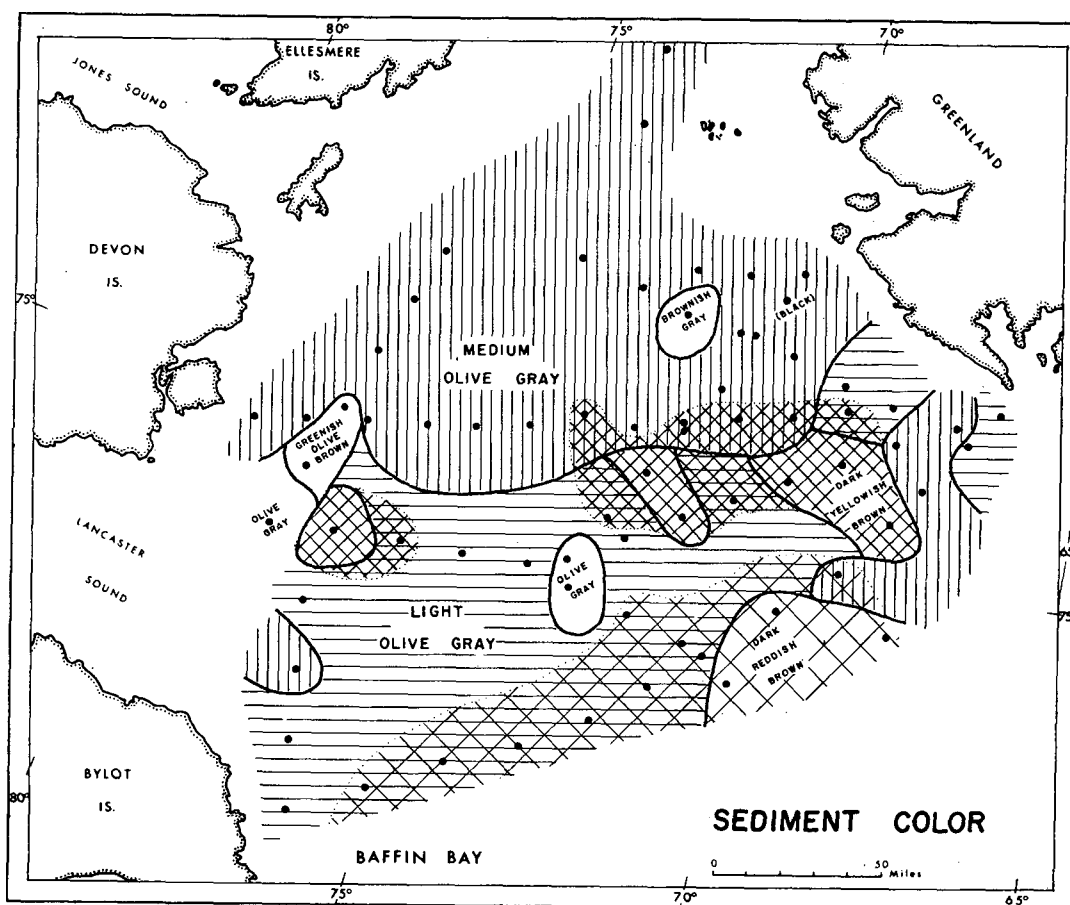 80°
75°
70°
ELLESMERE
IS.
JONES SOUND
GREENLAND
DEVON
IS.
75°
BROWNISH
GRAY
(BLACK)
MEDIUM
OLIVE GRAY
GREENISH
OLIVE
BROWN
DARK
YELLOWISH
BROWN
OLIVE
GRAY
LANCASTER
SOUND
OLIVE
GRAY
65
LIGHT
OLIVE GRAY
75
DARK
REDDISH
BROWN
BYLOT
IS.
80°
SEDIMENT COLOR
BAFFIN BAY
0 50
Miles
75°
70°
65°